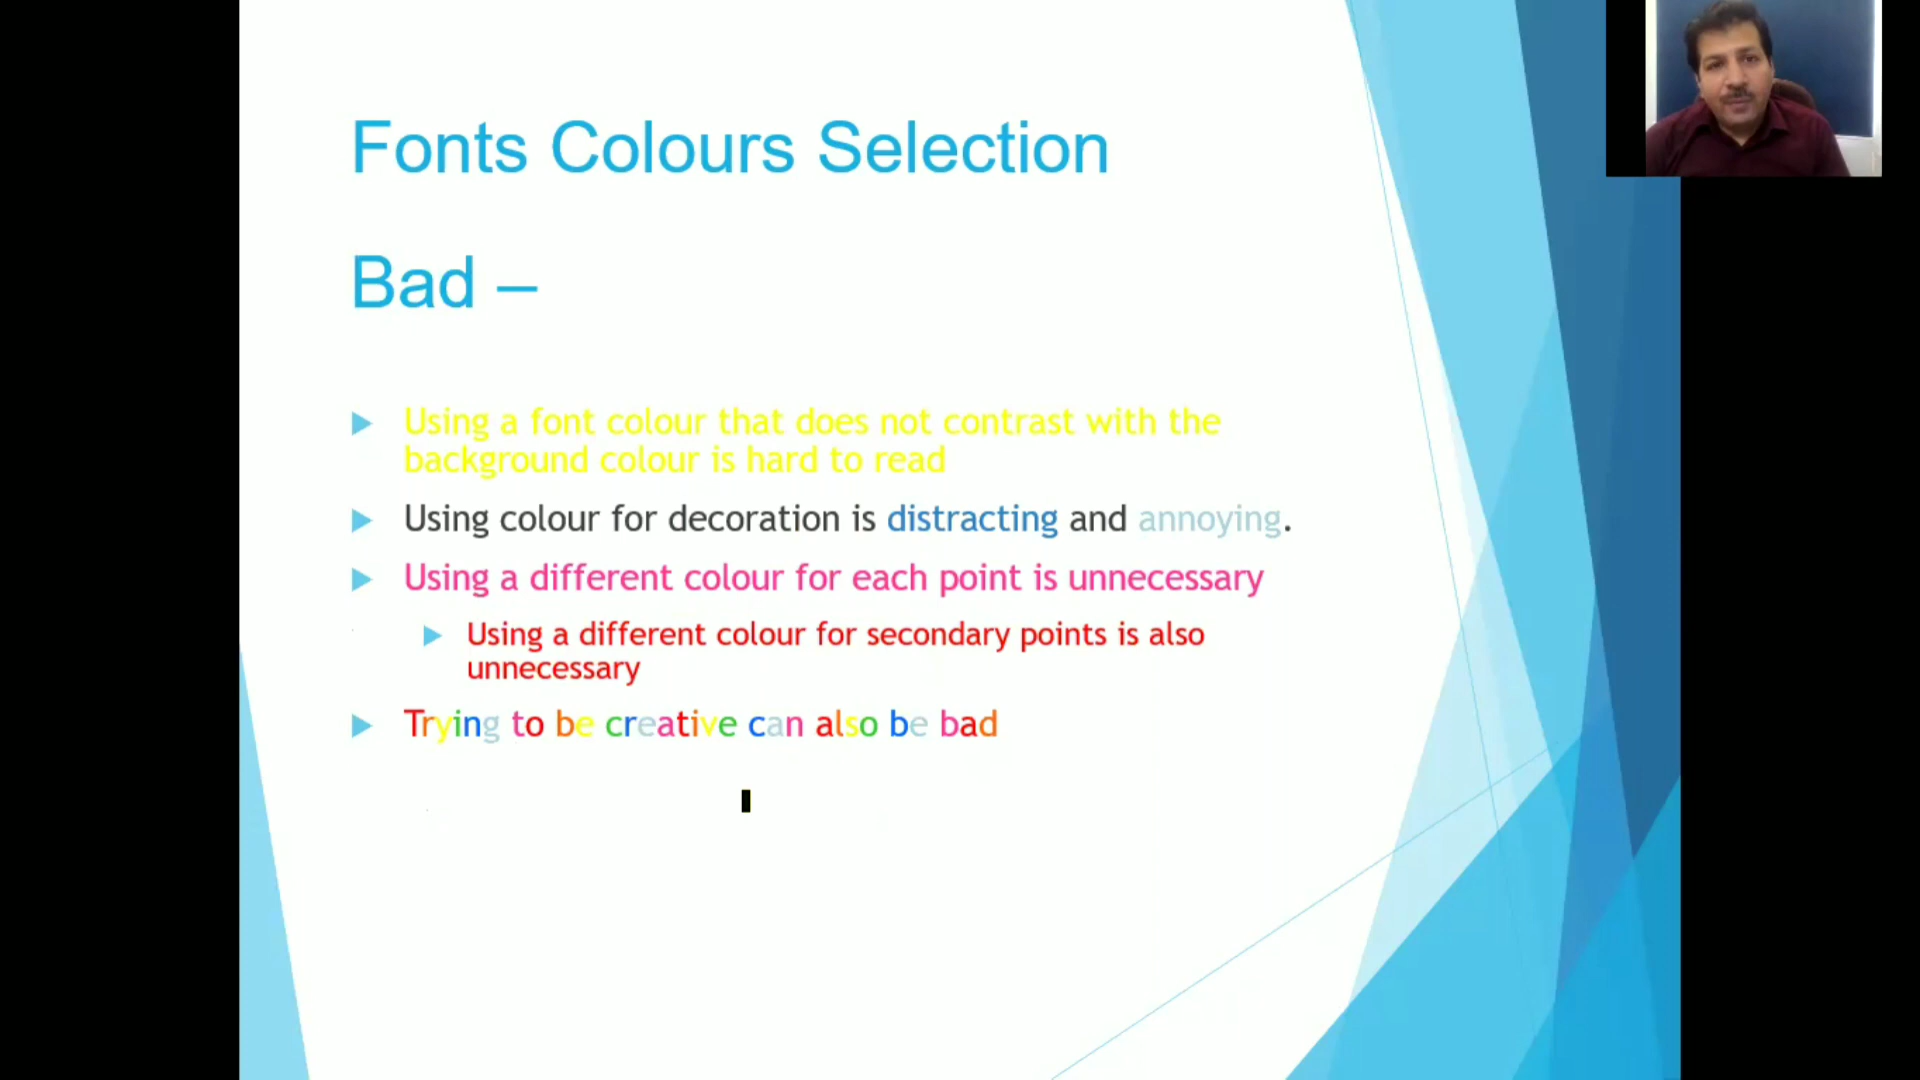 Fonts Colours Selection
Bad –
Using a font colour that does not contrast with the
background colour is hard to read
Using colour for decoration is distracting and annoying.
Using a different colour for each point is unnecessary
Using a different colour for secondary points is also
unnecessary
Trying to be creative can also be bad